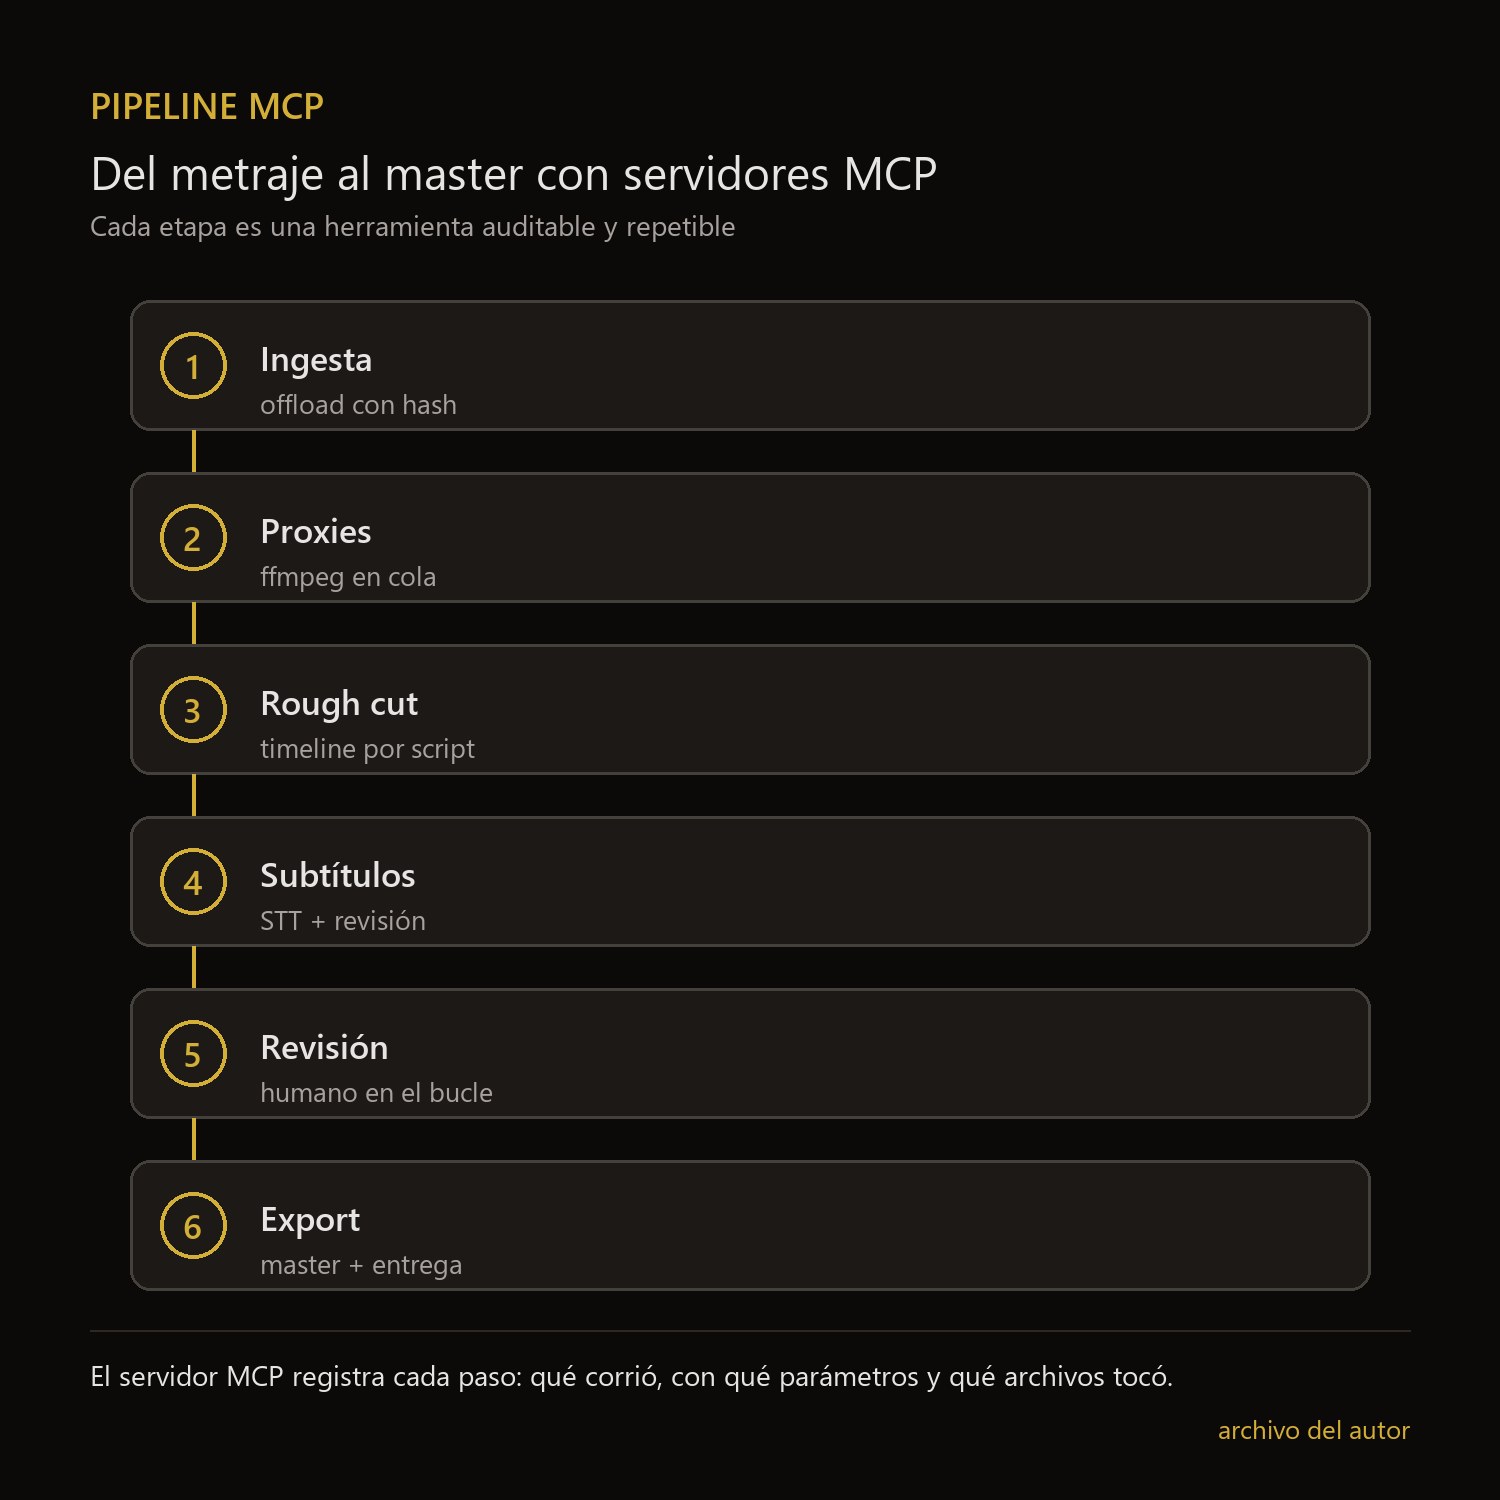 PIPELINE MCP
Del metraje al master con servidores MCP
Cada etapa es una herramienta auditable y repetible
1
Ingesta
offload con hash
2
Proxies
ffmpeg en cola
3
Rough cut
timeline por script
4
Subtítulos
STT + revisión
5
Revisión
humano en el bucle
6
Export
master + entrega
El servidor MCP registra cada paso: qué corrió, con qué parámetros y qué archivos tocó.
archivo del autor